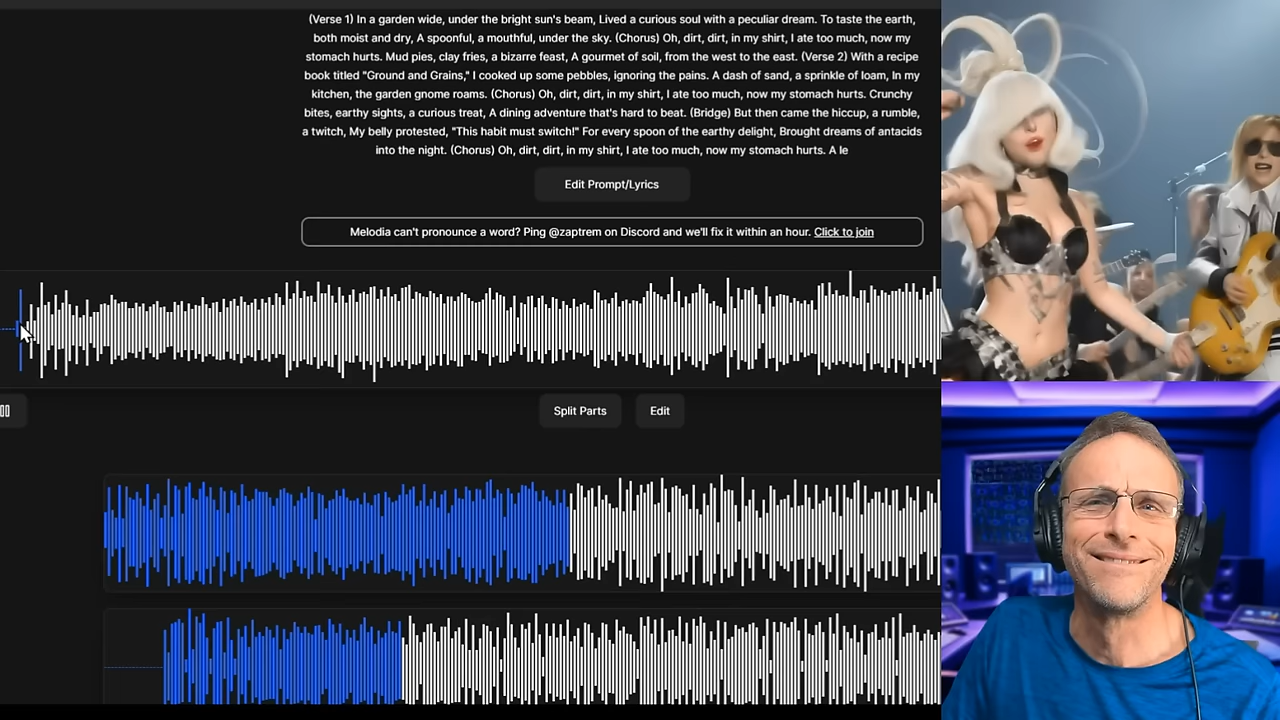 (Verse 1) In a garden wide, under the bright sun's beam, Lived a curious soul with a peculiar dream. To taste the earth,
both moist and dry, A spoonful, a mouthful, under the sky. (Chorus) Oh, dirt, dirt, in my shirt, I ate too much, now my
stomach hurts. Mud pies, clay fries, a bizarre feast, A gourmet of soil, from the west to the east. (Verse 2) With a recipe
book titled "Ground and Grains," I cooked up some pebbles, ignoring the pains. A dash of sand, a sprinkle of loam, In my
kitchen, the garden gnome roams. (Chorus) Oh, dirt, dirt, in my shirt, I ate too much, now my stomach hurts. Crunchy
bites, earthy sights, a curious treat, A dining adventure that's hard to beat. (Bridge) But then came the hiccup, a rumble,
a twitch, My belly protested, "This habit must switch!" For every spoon of the earthy delight, Brought dreams of antacids
into the night. (Chorus) Oh, dirt, dirt, in my shirt, I ate too much, now my stomach hurts. A le
Edit Prompt/Lyrics
Melodia can't pronounce a word? Ping @zaptrem on Discord and we'll fix it within an hour. Click to join
Split Parts
Edit